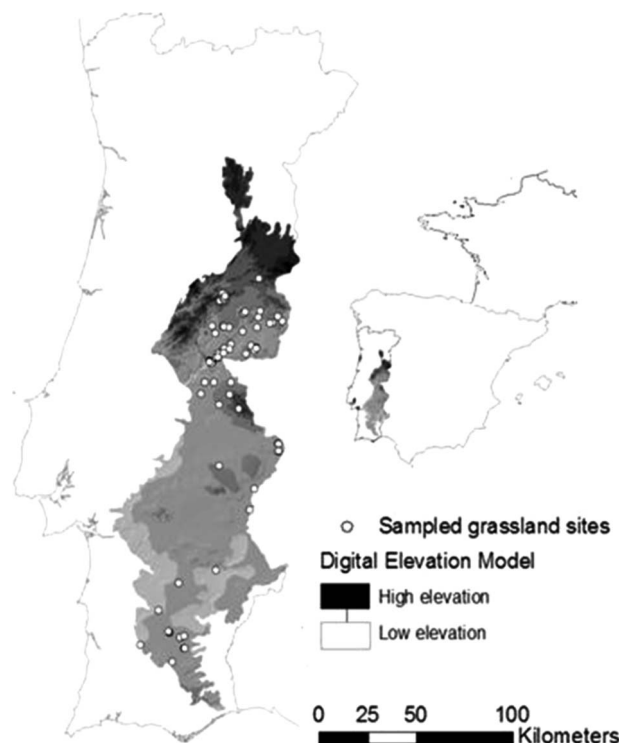 Sampled grassland sites
Digital Elevation Model
High elevation
Low elevation
0 25 50 100
Kilometers